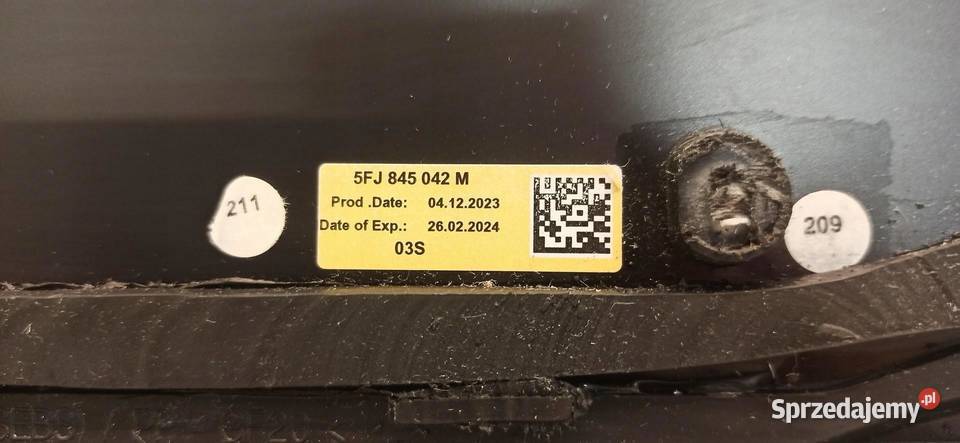 5FJ 845 042 M
Prod .Date: 04.12.2023
Date of Exp.: 26.02.2024
03S
211
209
Sprzedajemy.pl